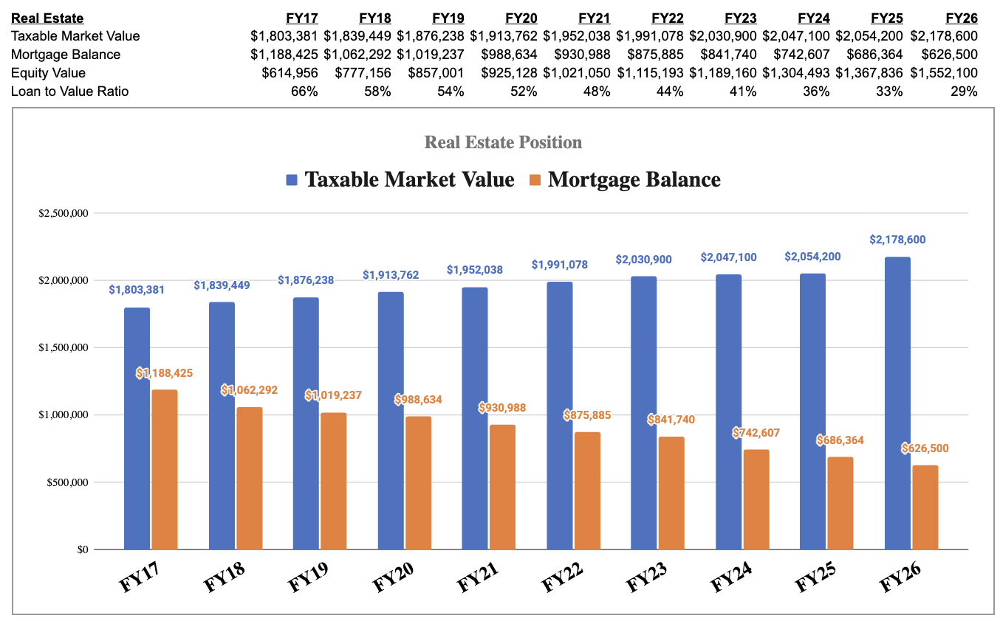 Real Estate FY17 FY18 FY19 FY20 FY21 FY22 FY23 FY24 FY25 FY26
Taxable Market Value $1,803,381 $1,839,449 $1,876,238 $1,913,762 $1,952,038 $1,991,078 $2,030,900 $2,047,100 $2,054,200 $2,178,600
Mortgage Balance $1,188,425 $1,062,292 $1,019,237 $988,634 $930,988 $875,885 $841,740 $742,607 $686,364 $626,500
Equity Value $614,956 $777,156 $857,001 $925,128 $1,021,050 $1,115,193 $1,189,160 $1,304,493 $1,367,836 $1,552,100
Loan to Value Ratio 66% 58% 54% 52% 48% 44% 41% 36% 33% 29%
Real Estate Position
Taxable Market Value Mortgage Balance
$2,500,000
$2,000,000
$1,500,000
$1,000,000
$500,000
$0
$1,803,381 $1,839,449 $1,876,238 $1,913,762 $1,952,038 $1,991,078 $2,030,900 $2,047,100 $2,054,200 $2,178,600
$1,188,425 $1,062,292 $1,019,237 $988,634 $930,988 $875,885 $841,740 $742,607 $686,364 $626,500
FY17 FY18 FY19 FY20 FY21 FY22 FY23 FY24 FY25 FY26